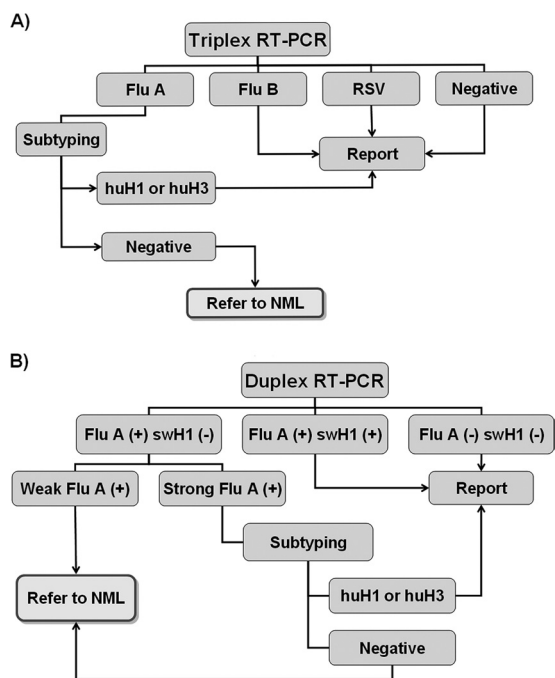 A)
Triplex RT-PCR
Flu A
Flu B
RSV
Negative
Subtyping
Report
huH1 or huH3
Negative
Refer to NML
B)
Duplex RT-PCR
Flu A (+) swH1 (-)
Flu A (+) swH1 (+)
Flu A (-) swH1 (-)
Weak Flu A (+)
Strong Flu A (+)
Report
Subtyping
Refer to NML
huH1 or huH3
Negative